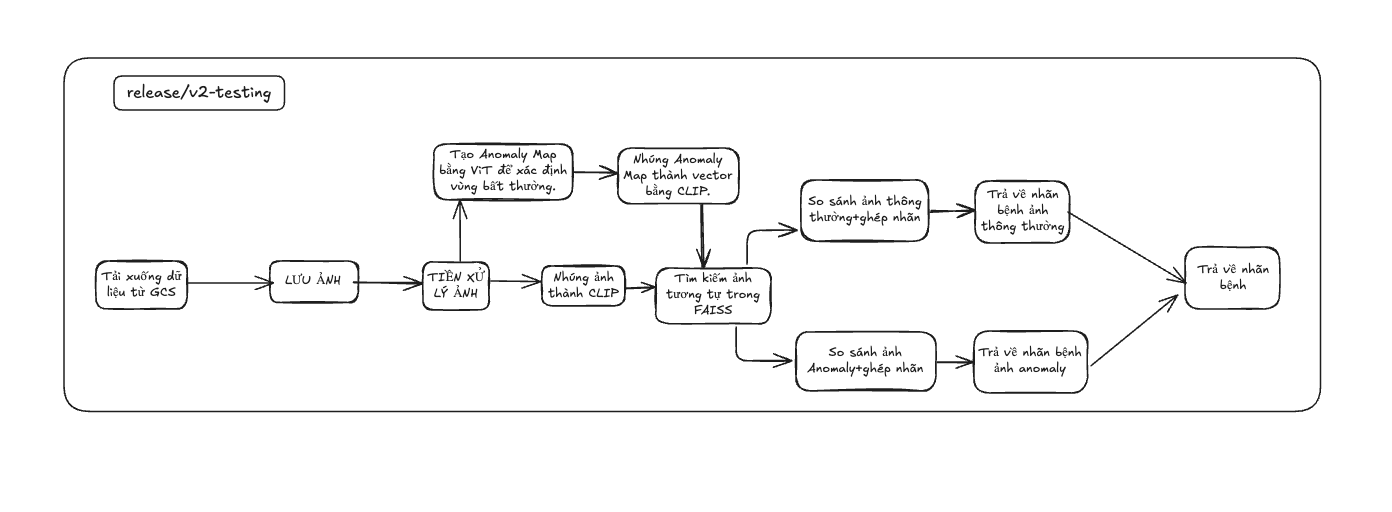 release/v2-testing
Tải xuống dữ
liệu từ GCS
LƯU ẢNH
TIỀN XỬ
LÝ ẢNH
Tạo Anomaly Map
bằng ViT để xác định
vùng bất thường.
Nhúng Anomaly
Map thành vector
bằng CLIP.
Nhúng ảnh
thành CLIP
Tìm kiếm ảnh
tương tự trong
FAISS
So sánh ảnh thông
thường+ghép nhãn
Trả về nhãn
bệnh ảnh
thông thường
So sánh ảnh
Anomaly+ghép nhãn
Trả về nhãn bệnh
ảnh anomaly
Trả về nhãn
bệnh